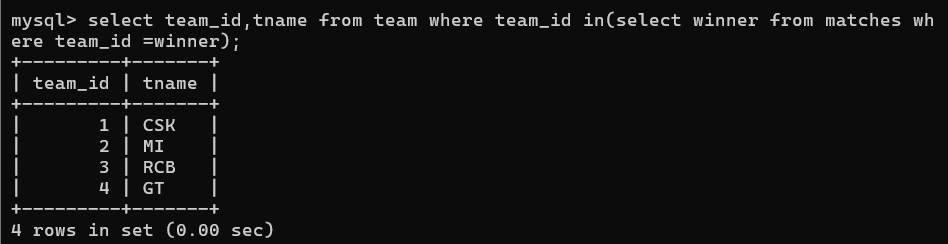 mysql> select team_id,tname from team where team_id in(select winner from matches wh
ere team_id =winner);
+---------+-------+
| team_id | tname |
+---------+-------+
|       1 | CSK   |
|       2 | MI    |
|       3 | RCB   |
|       4 | GT    |
+---------+-------+
4 rows in set (0.00 sec)